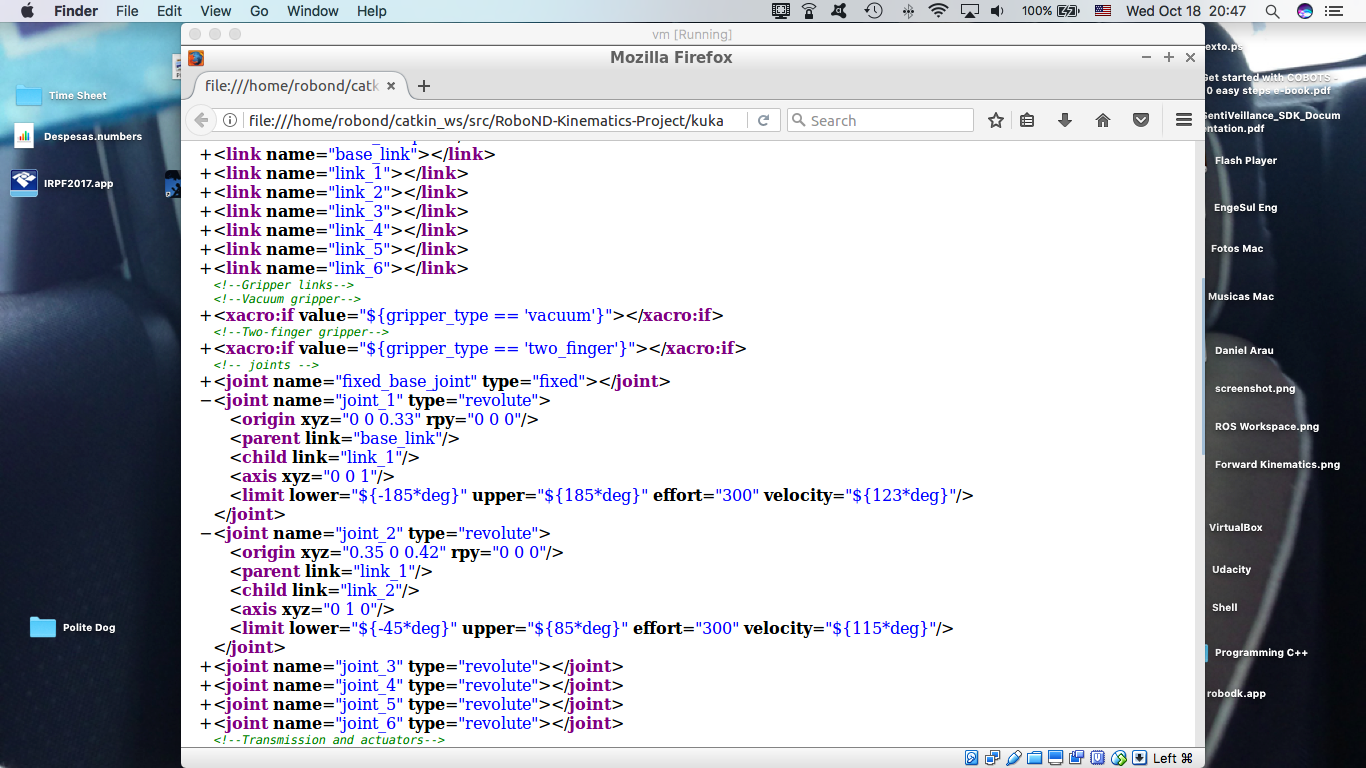 Finder File Edit View Go Window Help 100% Wed Oct 18 20:47
vm [Running]
Mozilla Firefox
file:///home/robond/catk
file:///home/robond/catkin_ws/src/RoboND-Kinematics-Project/kuka
Search
+<link name="base_link"></link>
+<link name="link_1"></link>
+<link name="link_2"></link>
+<link name="link_3"></link>
+<link name="link_4"></link>
+<link name="link_5"></link>
+<link name="link_6"></link>
<!--Gripper links-->
<!--Vacuum gripper-->
+<xacro:if value="${gripper_type == 'vacuum'}"></xacro:if>
<!--Two-finger gripper-->
+<xacro:if value="${gripper_type == 'two_finger'}"></xacro:if>
<!-- joints -->
+<joint name="fixed_base_joint" type="fixed"></joint>
−<joint name="joint_1" type="revolute">
<origin xyz="0 0 0.33" rpy="0 0 0"/>
<parent link="base_link"/>
<child link="link_1"/>
<axis xyz="0 0 1"/>
<limit lower="${-185*deg}" upper="${185*deg}" effort="300" velocity="${123*deg}"/>
</joint>
−<joint name="joint_2" type="revolute">
<origin xyz="0.35 0 0.42" rpy="0 0 0"/>
<parent link="link_1"/>
<child link="link_2"/>
<axis xyz="0 1 0"/>
<limit lower="${-45*deg}" upper="${85*deg}" effort="300" velocity="${115*deg}"/>
</joint>
+<joint name="joint_3" type="revolute"></joint>
+<joint name="joint_4" type="revolute"></joint>
+<joint name="joint_5" type="revolute"></joint>
+<joint name="joint_6" type="revolute"></joint>
<!--Transmission and actuators-->
Left ⌘
Time Sheet
Despesas.numbers
IRPF2017.app
Polite Dog
exto.ps
Get started with COBOTS -
0 easy steps e-book.pdf
SentiVeillance_SDK_Docum
entation.pdf
Flash Player
EngeSul Eng
Fotos Mac
Musicas Mac
Daniel Arau
screenshot.png
ROS Workspace.png
Forward Kinematics.png
VirtualBox
Udacity
Shell
Programming C++
robodk.app